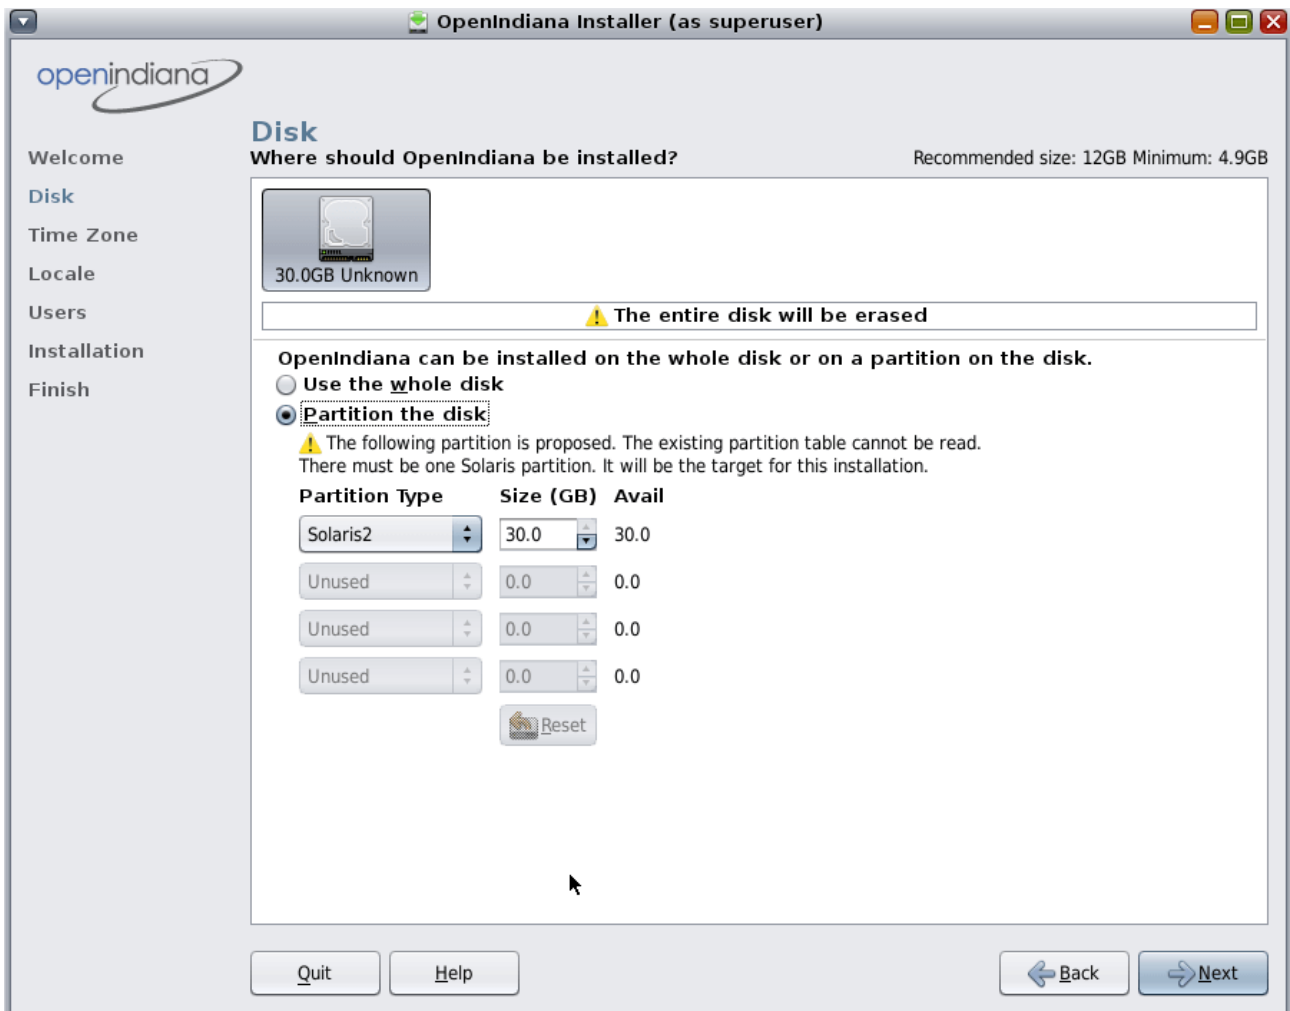 OpenIndiana Installer (as superuser)
openindiana
Disk
Where should OpenIndiana be installed?
Recommended size: 12GB Minimum: 4.9GB
Welcome
Disk
Time Zone
Locale
Users
Installation
Finish
30.0GB Unknown
The entire disk will be erased
OpenIndiana can be installed on the whole disk or on a partition on the disk.
Use the whole disk
Partition the disk
The following partition is proposed. The existing partition table cannot be read.
There must be one Solaris partition. It will be the target for this installation.
Partition Type Size (GB) Avail
Solaris2 30.0 30.0
Unused 0.0 0.0
Unused 0.0 0.0
Unused 0.0 0.0
Reset
Quit Help Back Next